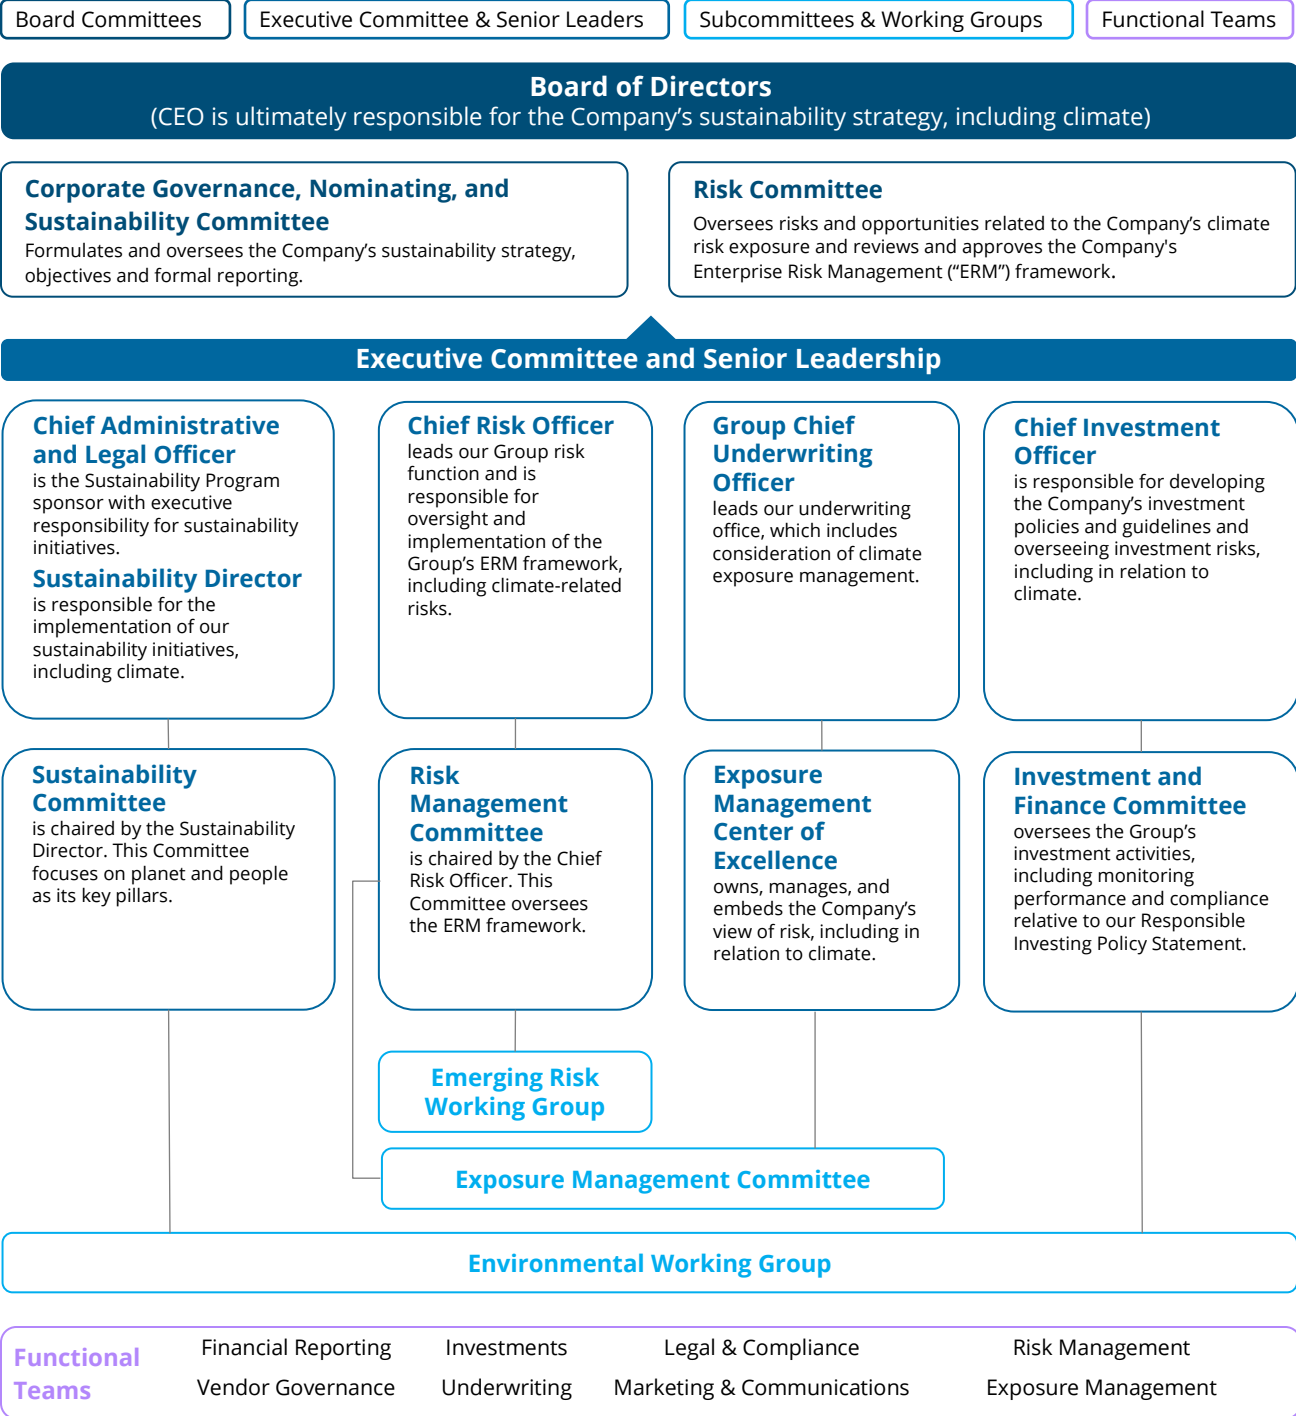 Board Committees
Executive Committee & Senior Leaders
Subcommittees & Working Groups
Functional Teams
Board of Directors
(CEO is ultimately responsible for the Company’s sustainability strategy, including climate)
Corporate Governance, Nominating, and
Sustainability Committee
Formulates and oversees the Company’s sustainability strategy,
objectives and formal reporting.
Risk Committee
Oversees risks and opportunities related to the Company’s climate
risk exposure and reviews and approves the Company's
Enterprise Risk Management (“ERM”) framework.
Executive Committee and Senior Leadership
Chief Administrative
and Legal Officer
is the Sustainability Program
sponsor with executive
responsibility for sustainability
initiatives.
Sustainability Director
is responsible for the
implementation of our
sustainability initiatives,
including climate.
Chief Risk Officer
leads our Group risk
function and is
responsible for
oversight and
implementation of the
Group’s ERM framework,
including climate-related
risks.
Group Chief
Underwriting
Officer
leads our underwriting
office, which includes
consideration of climate
exposure management.
Chief Investment
Officer
is responsible for developing
the Company’s investment
policies and guidelines and
overseeing investment risks,
including in relation to
climate.
Sustainability
Committee
is chaired by the Sustainability
Director. This Committee
focuses on planet and people
as its key pillars.
Risk
Management
Committee
is chaired by the Chief
Risk Officer. This
Committee oversees
the ERM framework.
Exposure
Management
Center of
Excellence
owns, manages, and
embeds the Company’s
view of risk, including in
relation to climate.
Investment and
Finance Committee
oversees the Group’s
investment activities,
including monitoring
performance and compliance
relative to our Responsible
Investing Policy Statement.
Emerging Risk
Working Group
Exposure Management Committee
Environmental Working Group
Functional
Teams
Financial Reporting
Investments
Legal & Compliance
Risk Management
Vendor Governance
Underwriting
Marketing & Communications
Exposure Management